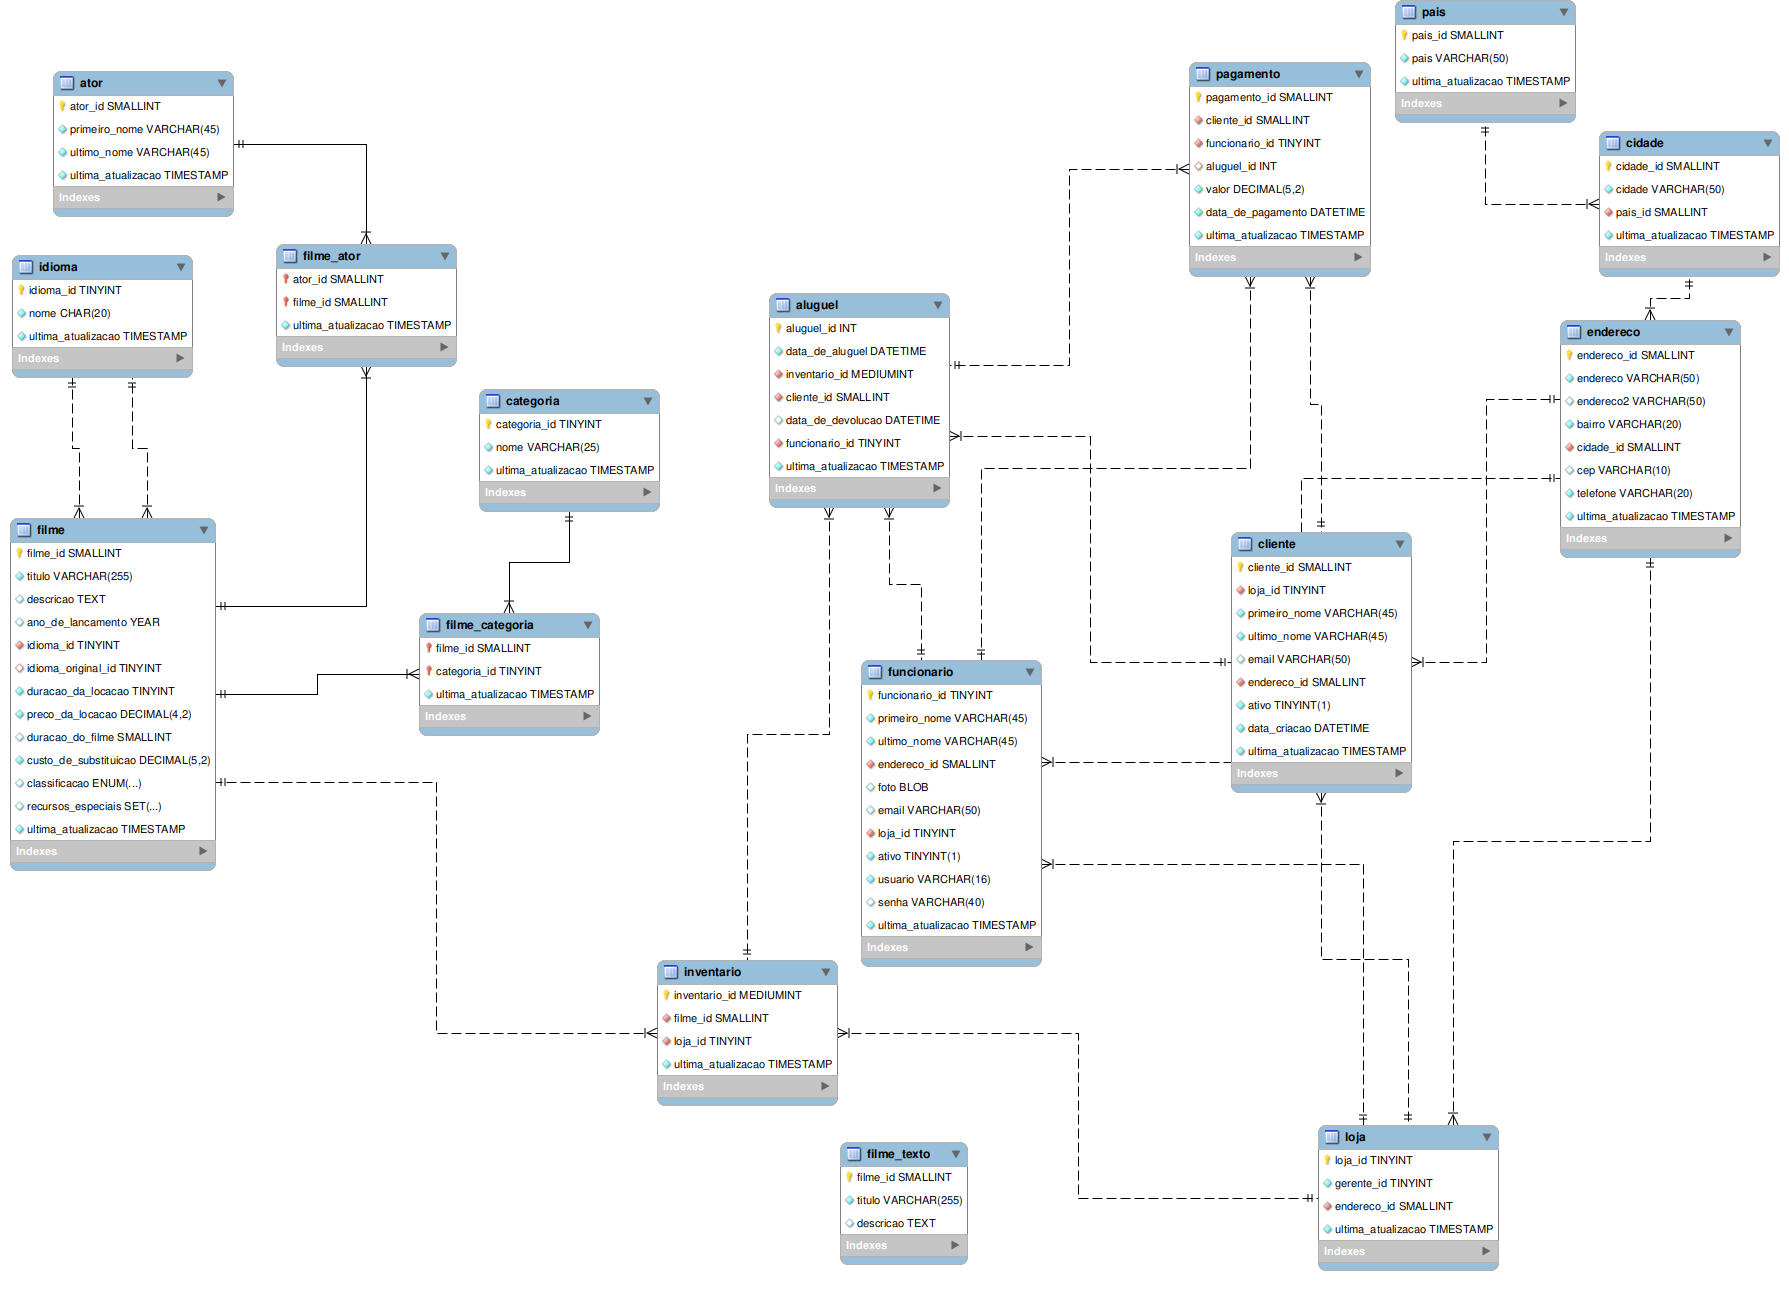 ator
ator_id SMALLINT
primeiro_nome VARCHAR(45)
ultimo_nome VARCHAR(45)
ultima_atualizacao TIMESTAMP
Indexes
idioma
idioma_id TINYINT
nome CHAR(20)
ultima_atualizacao TIMESTAMP
Indexes
filme_ator
ator_id SMALLINT
filme_id SMALLINT
ultima_atualizacao TIMESTAMP
Indexes
categoria
categoria_id TINYINT
nome VARCHAR(25)
ultima_atualizacao TIMESTAMP
Indexes
filme
filme_id SMALLINT
titulo VARCHAR(255)
descricao TEXT
ano_de_lancamento YEAR
idioma_id TINYINT
idioma_original_id TINYINT
duracao_da_locacao TINYINT
preco_da_locacao DECIMAL(4,2)
duracao_do_filme SMALLINT
custo_de_substituicao DECIMAL(5,2)
classificacao ENUM(...)
recursos_especiais SET(...)
ultima_atualizacao TIMESTAMP
Indexes
filme_categoria
filme_id SMALLINT
categoria_id TINYINT
ultima_atualizacao TIMESTAMP
Indexes
aluguel
aluguel_id INT
data_de_aluguel DATETIME
inventario_id MEDIUMINT
cliente_id SMALLINT
data_de_devolucao DATETIME
funcionario_id TINYINT
ultima_atualizacao TIMESTAMP
Indexes
pagamento
pagamento_id SMALLINT
cliente_id SMALLINT
funcionario_id TINYINT
aluguel_id INT
valor DECIMAL(5,2)
data_de_pagamento DATETIME
ultima_atualizacao TIMESTAMP
Indexes
pais
pais_id SMALLINT
pais VARCHAR(50)
ultima_atualizacao TIMESTAMP
Indexes
cidade
cidade_id SMALLINT
cidade VARCHAR(50)
pais_id SMALLINT
ultima_atualizacao TIMESTAMP
Indexes
endereco
endereco_id SMALLINT
endereco VARCHAR(50)
endereco2 VARCHAR(50)
bairro VARCHAR(20)
cidade_id SMALLINT
cep VARCHAR(10)
telefone VARCHAR(20)
ultima_atualizacao TIMESTAMP
Indexes
cliente
cliente_id SMALLINT
loja_id TINYINT
primeiro_nome VARCHAR(45)
ultimo_nome VARCHAR(45)
email VARCHAR(50)
endereco_id SMALLINT
ativo TINYINT(1)
data_criacao DATETIME
ultima_atualizacao TIMESTAMP
Indexes
funcionario
funcionario_id TINYINT
primeiro_nome VARCHAR(45)
ultimo_nome VARCHAR(45)
endereco_id SMALLINT
foto BLOB
email VARCHAR(50)
loja_id TINYINT
ativo TINYINT(1)
usuario VARCHAR(16)
senha VARCHAR(40)
ultima_atualizacao TIMESTAMP
Indexes
inventario
inventario_id MEDIUMINT
filme_id SMALLINT
loja_id TINYINT
ultima_atualizacao TIMESTAMP
Indexes
filme_texto
filme_id SMALLINT
titulo VARCHAR(255)
descricao TEXT
Indexes
loja
loja_id TINYINT
gerente_id TINYINT
endereco_id SMALLINT
ultima_atualizacao TIMESTAMP
Indexes